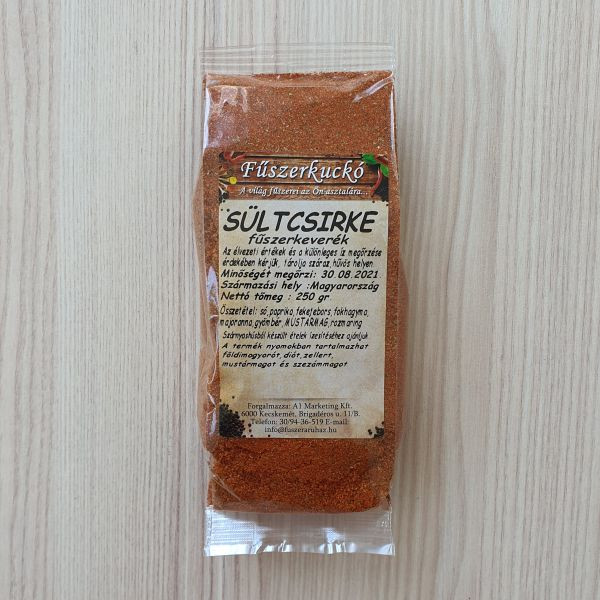 Fűszerkuckó
A világ fűszerei az Ön asztalára...
SÜLTCSIRKE
fűszerkeverék
Az élvezeti értékek és a különleges íz megőrzése
érdekében kérjük, tárolja száraz,hűvös helyen.
Minőségét megőrzi: 30.08.2021.
Származási hely :Magyarország
Nettó tömeg : 250 gr
Összetétel: só,paprika,feketebors,fokhagyma,
majoranna,gyömbér,MUSTÁRMAG,rozmaring
Szárnyashúsból készült ételek ízesítéséhez ajánljuk.
A termék nyomokban tartalmazhat
földimogyorót,diót,zellert,
mustármagot és szezámmagot
Forgalmazza: A1 Marketing Kft.
6000 Kecskemét, Brigadéros u. 11/B.
Telefon: 30/94-36-519 E-mail:
info@fuszeraruhaz.hu